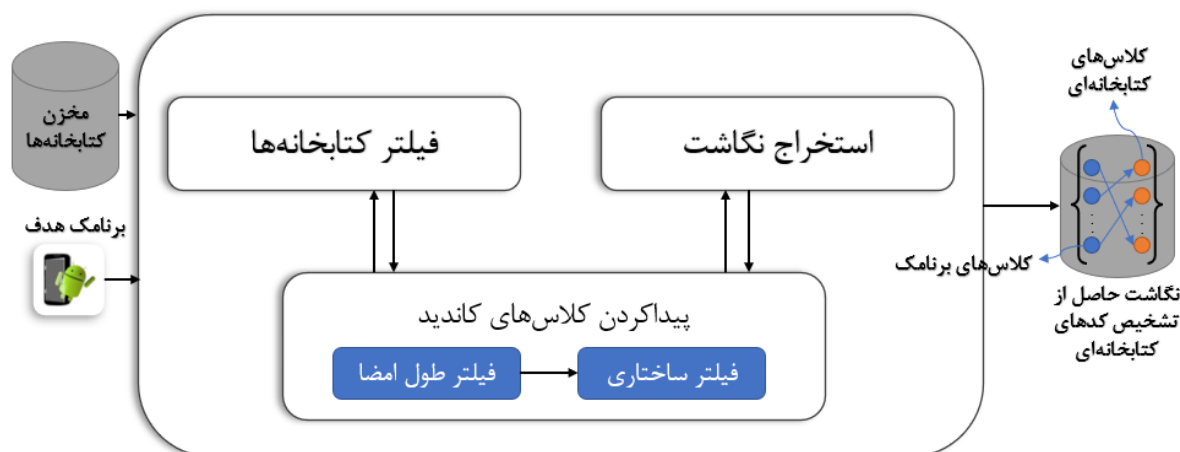 کلاس‌های
کتابخانه‌ای
مخزن
کتابخانه‌ها
فیلتر کتابخانه‌ها
استخراج نگاشت
برنامک هدف
کلاس‌های برنامک
پیداکردن کلاس‌های کاندید
فیلتر طول امضا
فیلتر ساختاری
نگاشت حاصل از
تشخیص کدهای
کتابخانه‌ای